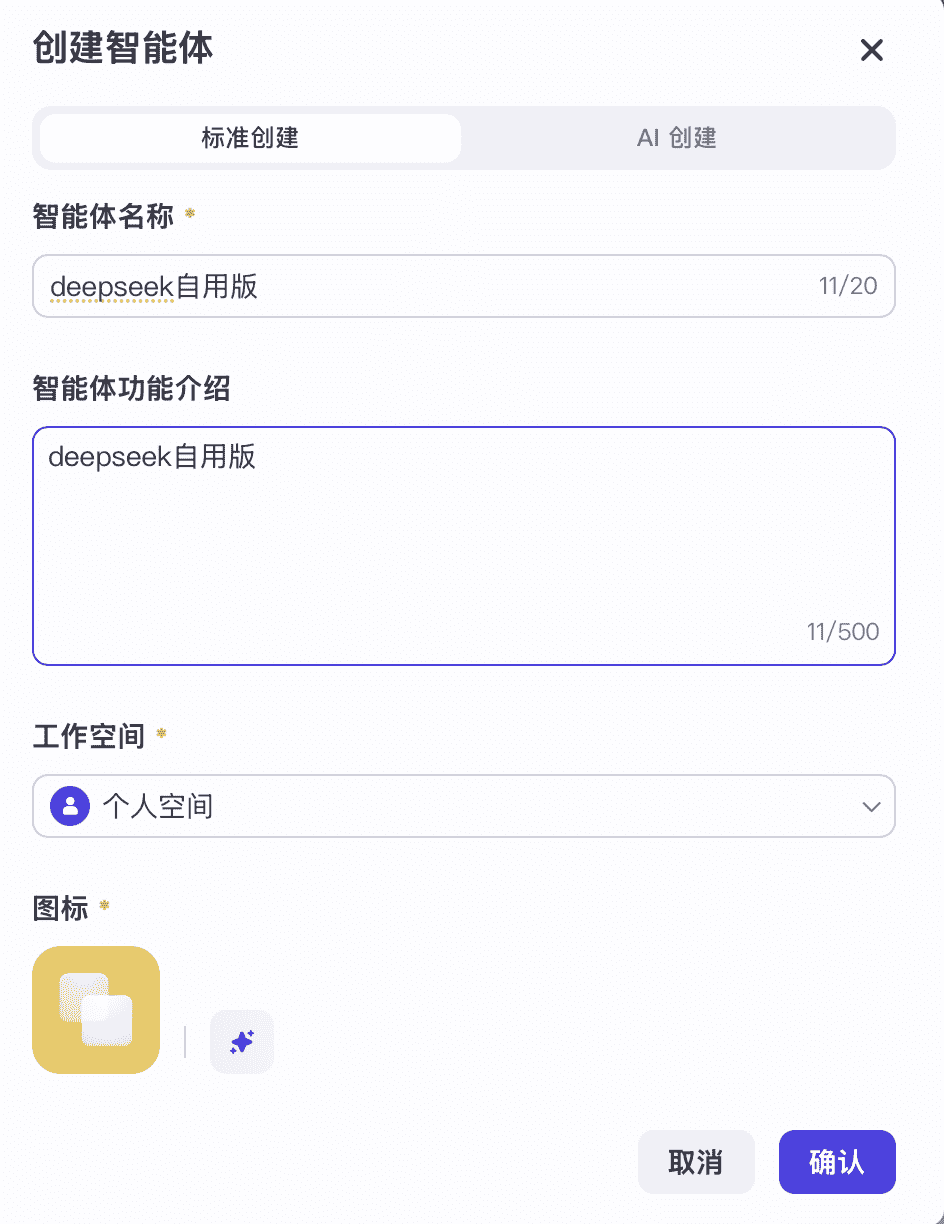 创建智能体
标准创建
AI 创建
智能体名称 *
deepseek自用版
11/20
智能体功能介绍
deepseek自用版
11/500
工作空间 *
个人空间
图标 *
取消
确认